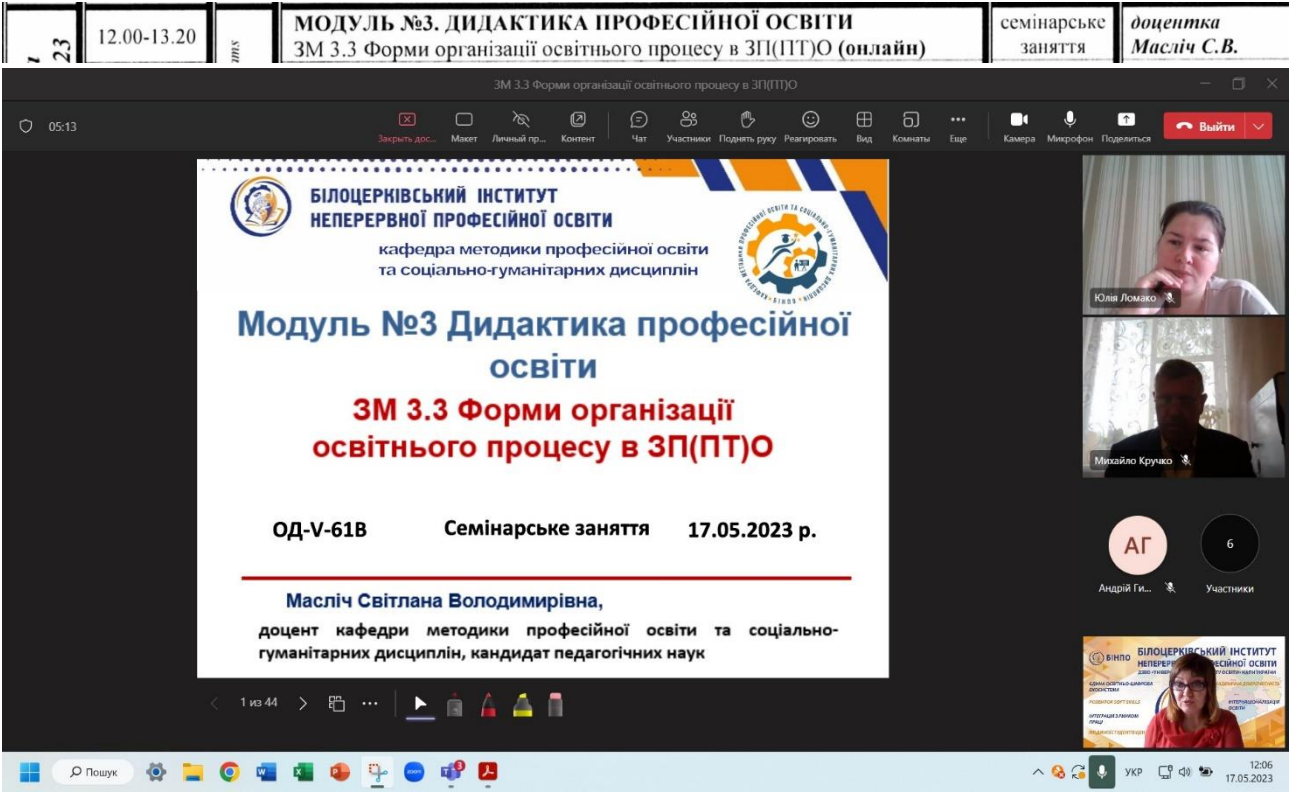 23
12.00-13.20
ms
МОДУЛЬ №3. ДИДАКТИКА ПРОФЕСІЙНОЇ ОСВІТИ
ЗМ 3.3 Форми організації освітнього процесу в ЗП(ПТ)О (онлайн)
семінарське
заняття
доцентка
Масліч С.В.
ЗМ 3.3 Форми організації освітнього процесу в ЗП(ПТ)О
05:13
Закрыть дос...
Макет
Личный пр...
Контент
Чат
Участники
Поднять руку
Реагировать
Вид
Комнаты
Еще
Камера
Микрофон
Поделиться
Выйти
БІЛОЦЕРКІВСЬКИЙ ІНСТИТУТ
НЕПЕРЕРВНОЇ ПРОФЕСІЙНОЇ ОСВІТИ
кафедра методики професійної освіти
та соціально-гуманітарних дисциплін
Модуль №3 Дидактика професійної
освіти
ЗМ 3.3 Форми організації
освітнього процесу в ЗП(ПТ)О
ОД-V-61В Семінарське заняття 17.05.2023 р.
Масліч Світлана Володимирівна,
доцент кафедри методики професійної освіти та соціально-
гуманітарних дисциплін, кандидат педагогічних наук
Юлія Ломако
Михайло Кручко
АГ
Андрій Ги...
6
Участники
БІНПО
БІЛОЦЕРКІВСЬКИЙ ІНСТИТУТ
1 из 44
Пошук
УКР
12:06
17.05.2023